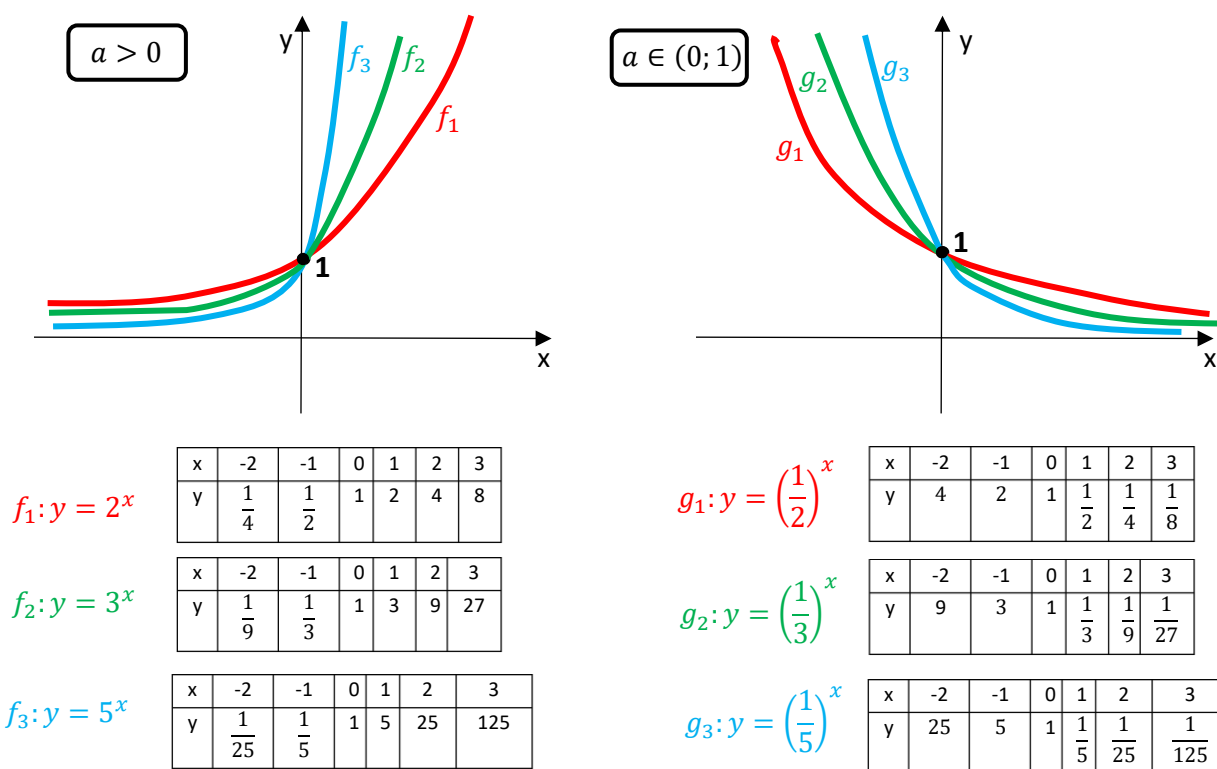 a > 0
y
f₃
f₂
f₁
1
x
a ∈ (0; 1)
y
g₃
g₂
g₁
1
x
f₁: y = 2ˣ
x -2 -1 0 1 2 3
y 1/4 1/2 1 2 4 8
f₂: y = 3ˣ
x -2 -1 0 1 2 3
y 1/9 1/3 1 3 9 27
f₃: y = 5ˣ
x -2 -1 0 1 2 3
y 1/25 1/5 1 5 25 125
g₁: y = (1/2)ˣ
x -2 -1 0 1 2 3
y 4 2 1 1/2 1/4 1/8
g₂: y = (1/3)ˣ
x -2 -1 0 1 2 3
y 9 3 1 1/3 1/9 1/27
g₃: y = (1/5)ˣ
x -2 -1 0 1 2 3
y 25 5 1 1/5 1/25 1/125